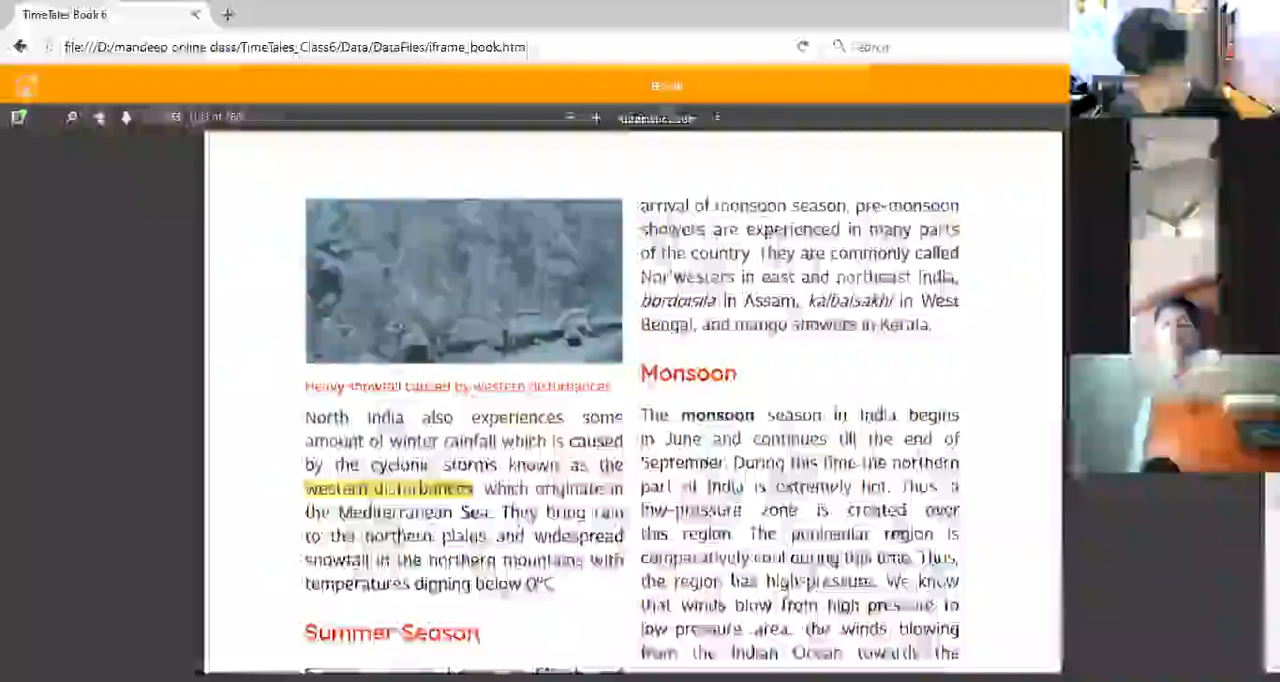 TimeTales Book 6
file:///D:/mandeep online class/TimeTales_Class6/Data/DataFiles/iframe_book.htm
Search
Heavy snowfall caused by western disturbances
North India also experiences some
amount of winter rainfall which is caused
by the cyclonic storms known as the
western disturbances which originate in
the Mediterranean Sea. They bring rain
to the northern plains and widespread
snowfall in the northern mountains with
temperatures dipping below 0°C
Summer Season
arrival of monsoon season, pre-monsoon
showers are experienced in many parts
of the country. They are commonly called
Nor'westers in east and northeast India,
bordoisila in Assam, kalbaisakhi in West
Bengal, and mango showers in Kerala.
Monsoon
The monsoon season in India begins
in June and continues till the end of
September. During this time the northern
part of India is extremely hot. Thus a
low-pressure zone is created over
this region. The peninsular region is
comparatively cool during this time. Thus,
the region has high-pressure. We know
that winds blow from high pressure to
low pressure area, the winds blowing
from the Indian Ocean towards the